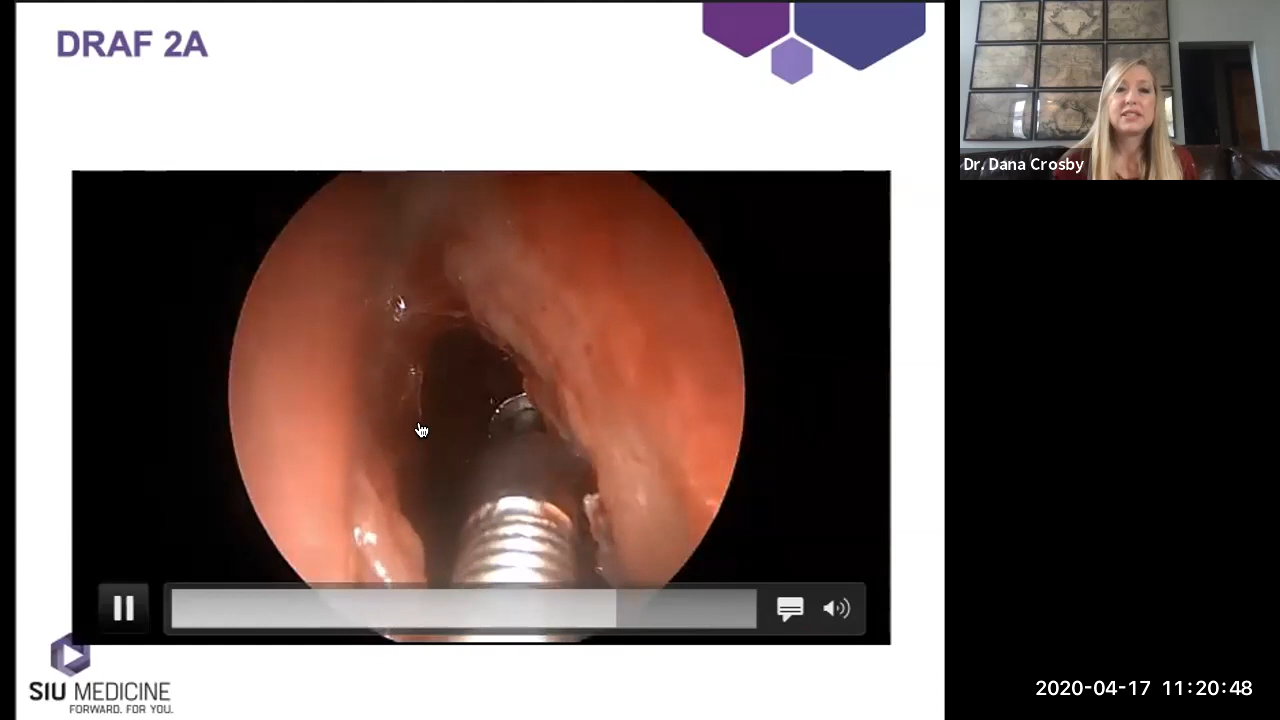 DRAF 2A
Dr. Dana Crosby
SIU MEDICINE
FORWARD. FOR YOU.
2020-04-17 11:20:48